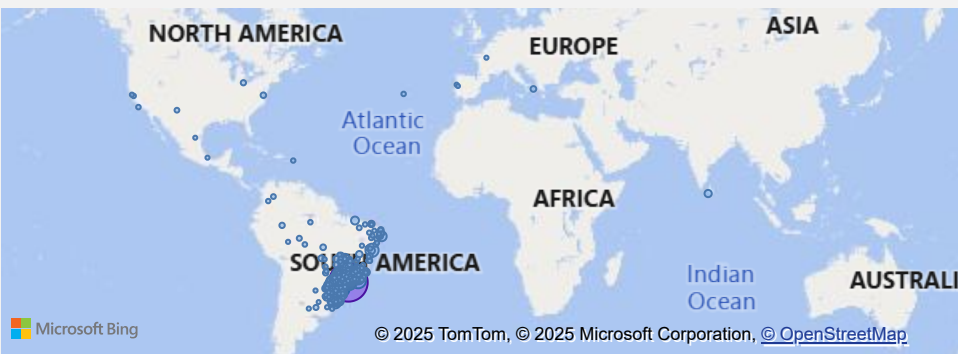 NORTH AMERICA
EUROPE
ASIA
Atlantic
Ocean
AFRICA
SOUTH AMERICA
Indian
Ocean
AUSTRALI
Microsoft Bing
© 2025 TomTom, © 2025 Microsoft Corporation, © OpenStreetMap